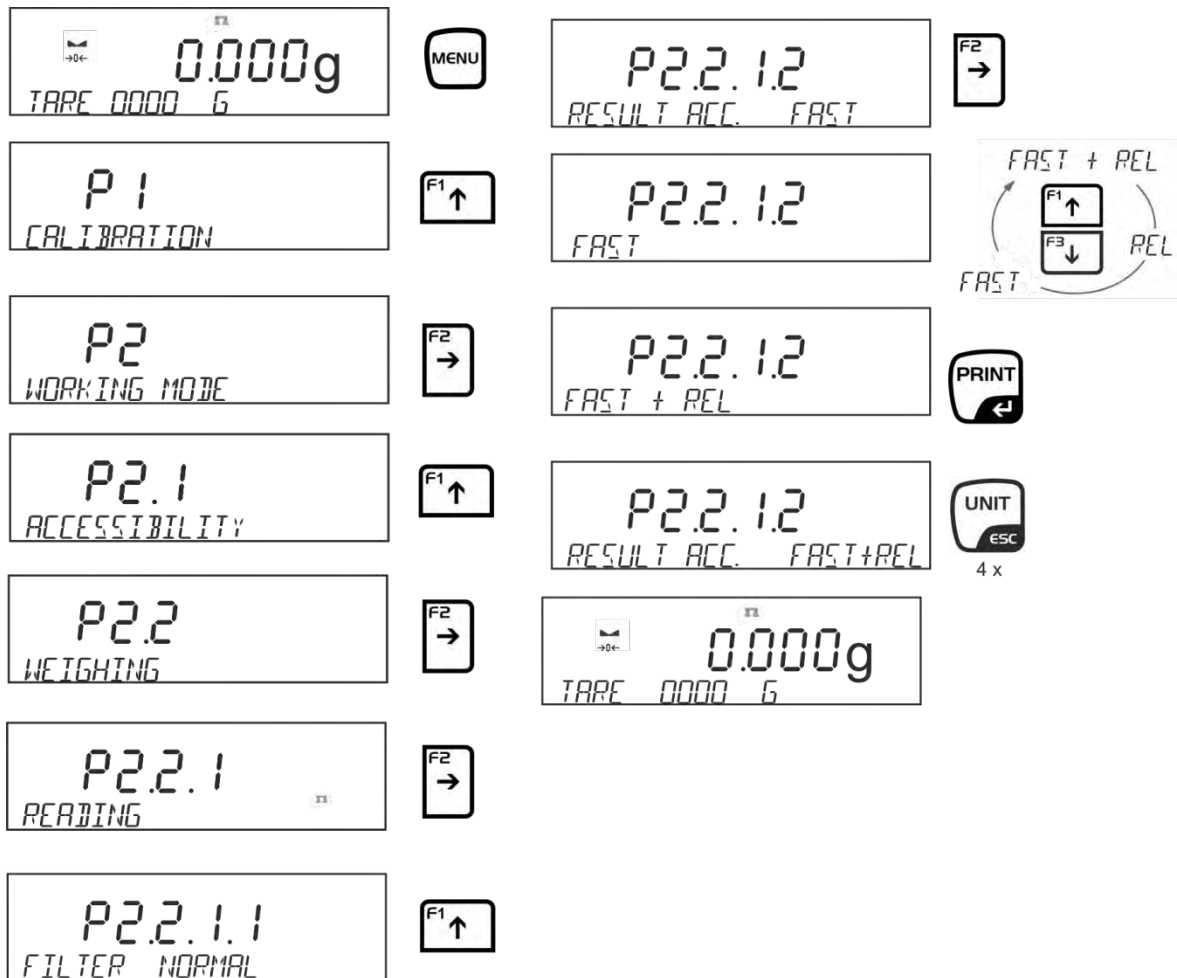 0.000g
→0←
TARE 0000 G
MENU
P1
CALIBRATION
F1 ↑
P2
WORKING MODE
F2 →
P2.1
ACCESSIBILITY
F1 ↑
P2.2
WEIGHING
F2 →
P2.2.1
READING
F2 →
P2.2.1.1
FILTER NORMAL
F1 ↑
P2.2.1.2
RESULT ACC. FAST
F2 →
P2.2.1.2
FAST
FAST + REL
F1 ↑
F3 ↓
REL
FAST
P2.2.1.2
FAST + REL
PRINT
P2.2.1.2
RESULT ACC. FAST+REL
UNIT
ESC
4 x
0.000g
→0←
TARE 0000 G